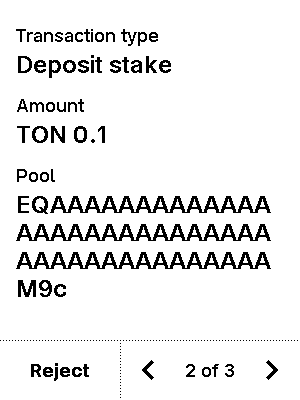 Transaction type
Deposit stake
Amount
TON 0.1
Pool
EQAAAAAAAAAAAAA
AAAAAAAAAAAAAAA
AAAAAAAAAAAAAAA
M9c
Reject
2 of 3